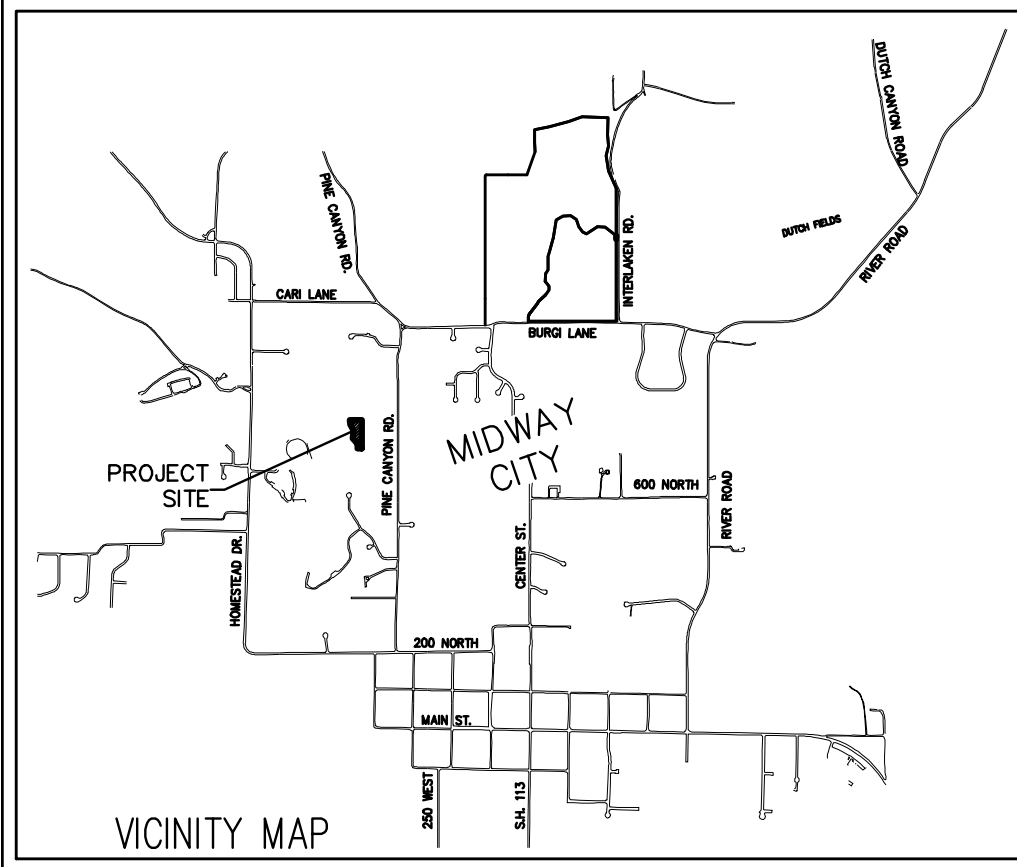 DUTCH CANYON ROAD
PINE CANYON RD.
INTERLAKEN RD.
DUTCH FIELDS
RIVER ROAD
CARI LANE
BURGI LANE
MIDWAY
CITY
PROJECT
SITE
PINE CANYON RD.
600 NORTH
RIVER ROAD
CENTER ST.
HOMESTEAD DR.
200 NORTH
MAIN ST.
250 WEST
S.H. 113
VICINITY MAP